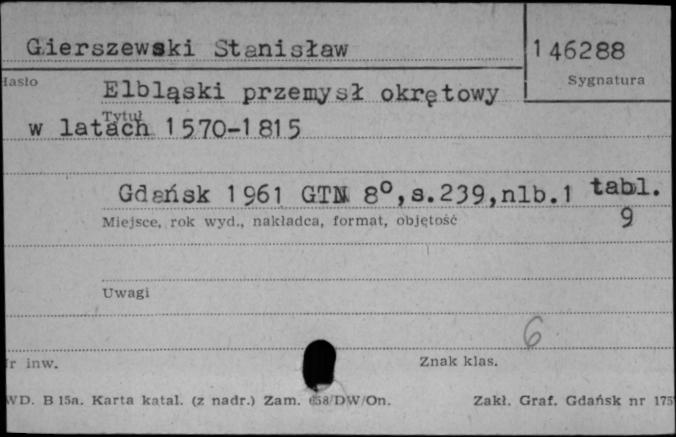 Gierszewski Stanisław
146288
Hasło
Sygnatura
Elbląski przemysł okrętowy
Tytuł
w latach 1570-1815
Gdańsk 1961 GTN 8°,s.239,nlb.1 tabl.
9
Miejsce, rok wyd., nakładca, format, objętość
Uwagi
6
r inw.
Znak klas.
WD. B 15a. Karta katal. (z nadr.) Zam. 658/DW/On.
Zakł. Graf. Gdańsk nr 175